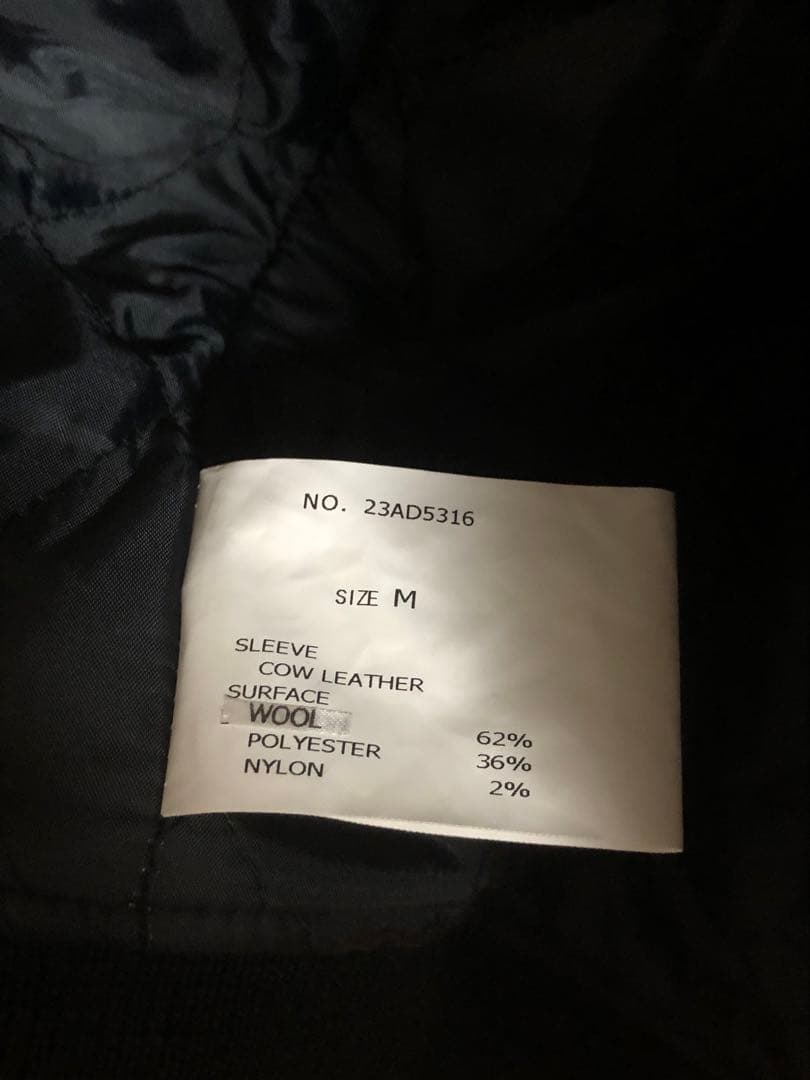 NO. 23AD5316
SIZE M
SLEEVE
COW LEATHER
SURFACE
WOOL 62%
POLYESTER 36%
NYLON 2%